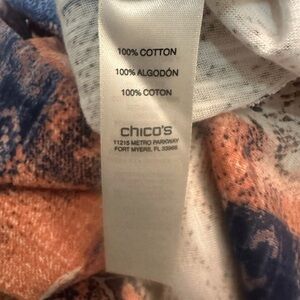 100% COTTON
100% ALGODÓN
100% COTON
chico's
11215 METRO PARKWAY
FORT MYERS, FL 33966